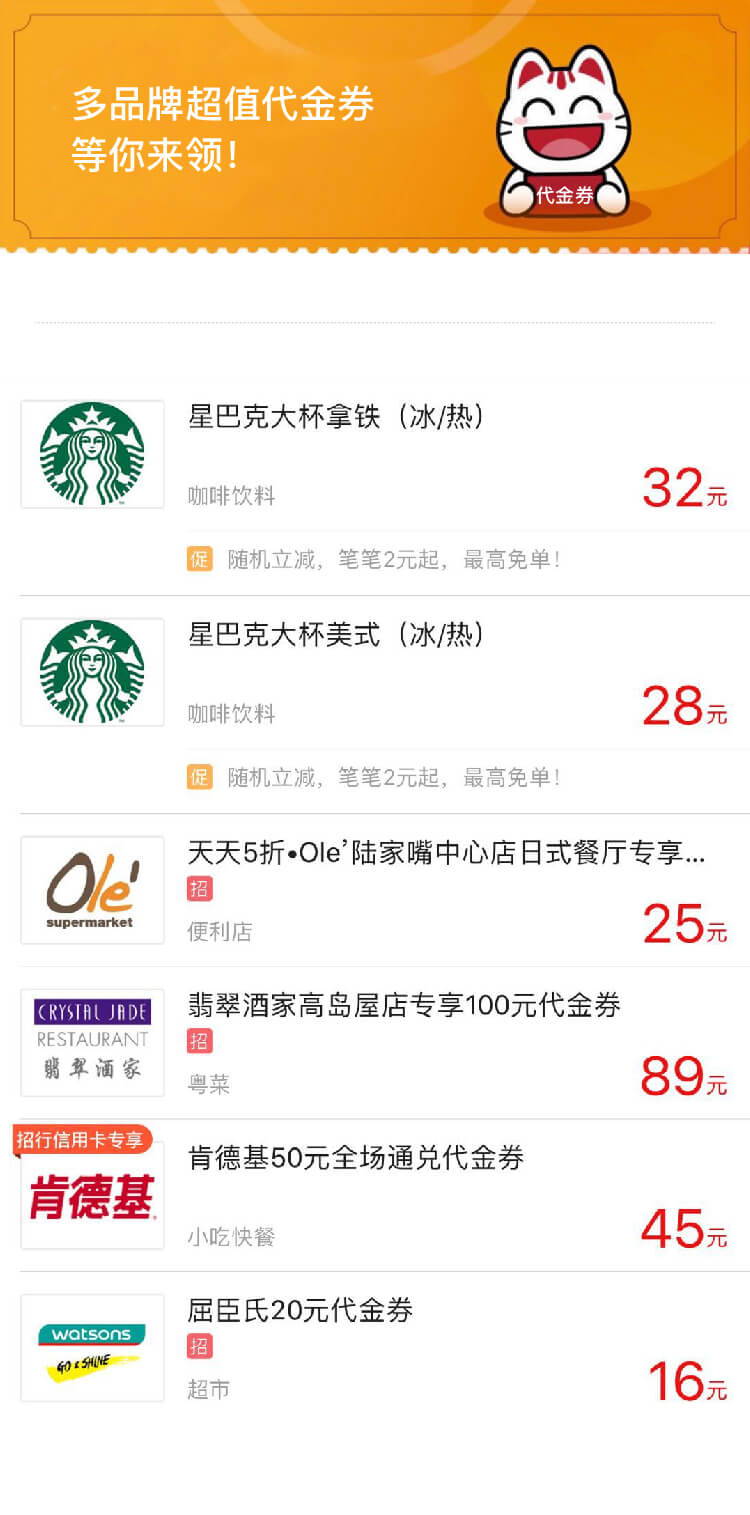 多品牌超值代金券
等你来领！
代金券
星巴克大杯拿铁（冰/热）
咖啡饮料
32元
促 随机立减，笔笔2元起，最高免单！
星巴克大杯美式（冰/热）
咖啡饮料
28元
促 随机立减，笔笔2元起，最高免单！
Olé
supermarket
天天5折•Ole’陆家嘴中心店日式餐厅专享...
招
便利店
25元
CRYSTAL JADE
RESTAURANT
翡翠酒家
翡翠酒家高岛屋店专享100元代金券
招
粤菜
89元
招行信用卡专享
肯德基
肯德基50元全场通兑代金券
小吃快餐
45元
watsons
GO & SHINE
屈臣氏20元代金券
招
超市
16元